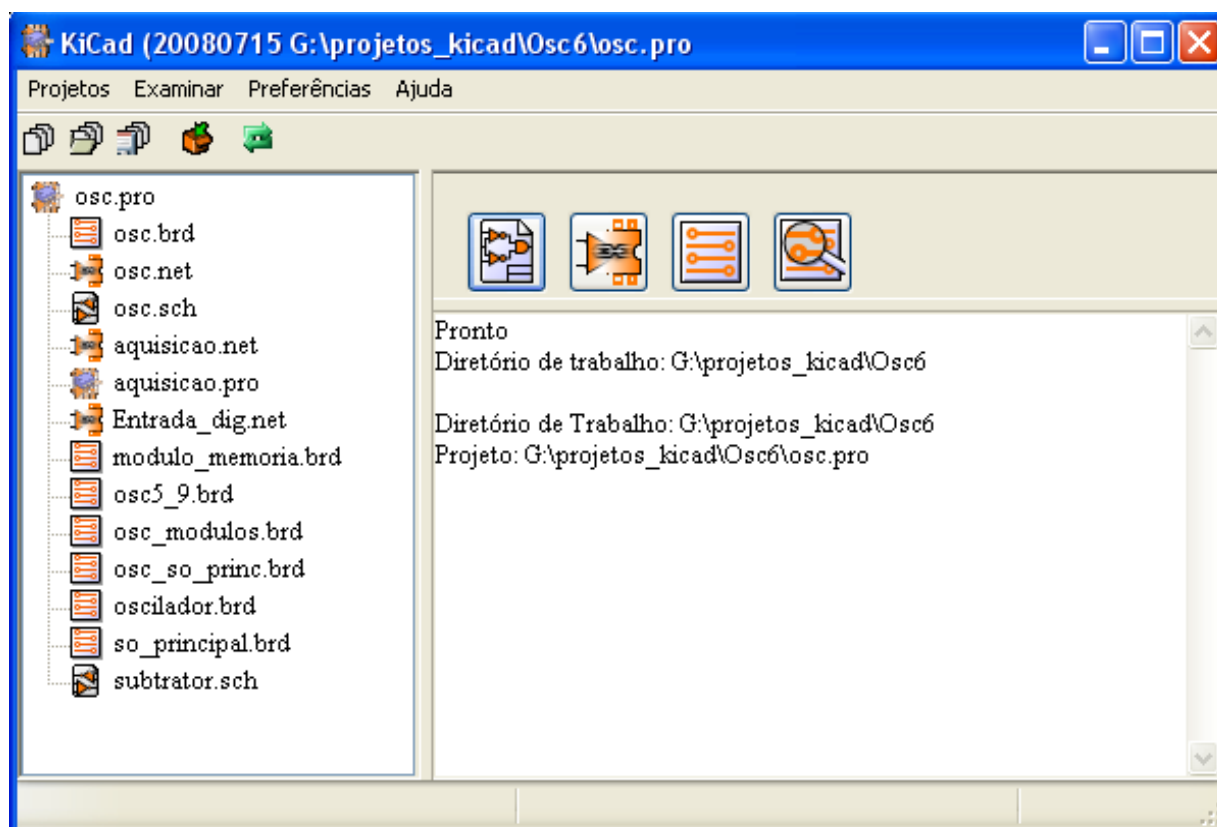 KiCad (20080715 G:\projetos_kicad\Osc6\osc.pro
Projetos Examinar Preferências Ajuda
osc.pro
osc.brd
osc.net
osc.sch
aquisicao.net
aquisicao.pro
Entrada_dig.net
modulo_memoria.brd
osc5_9.brd
osc_modulos.brd
osc_so_princ.brd
oscilador.brd
so_principal.brd
subtrator.sch
Pronto
Diretório de trabalho: G:\projetos_kicad\Osc6
Diretório de Trabalho: G:\projetos_kicad\Osc6
Projeto: G:\projetos_kicad\Osc6\osc.pro